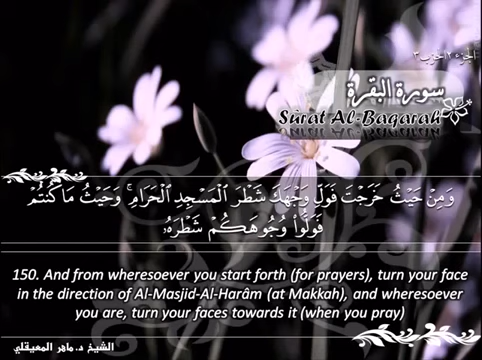 الجزء ٢ الحزب ٣
سورة البقرة
Sûrat Al-Baqarah
وَمِنْ حَيْثُ خَرَجْتَ فَوَلِّ وَجْهَكَ شَطْرَ الْمَسْجِدِ الْحَرَامِ ۚ وَحَيْثُ مَا كُنتُمْ
فَوَلُّوا۟ وُجُوهَكُمْ شَطْرَهُۥ
150. And from wheresoever you start forth (for prayers), turn your face
in the direction of Al-Masjid-Al-Harâm (at Makkah), and wheresoever
you are, turn your faces towards it (when you pray)
الشيخ د. ماهر المعيقلي